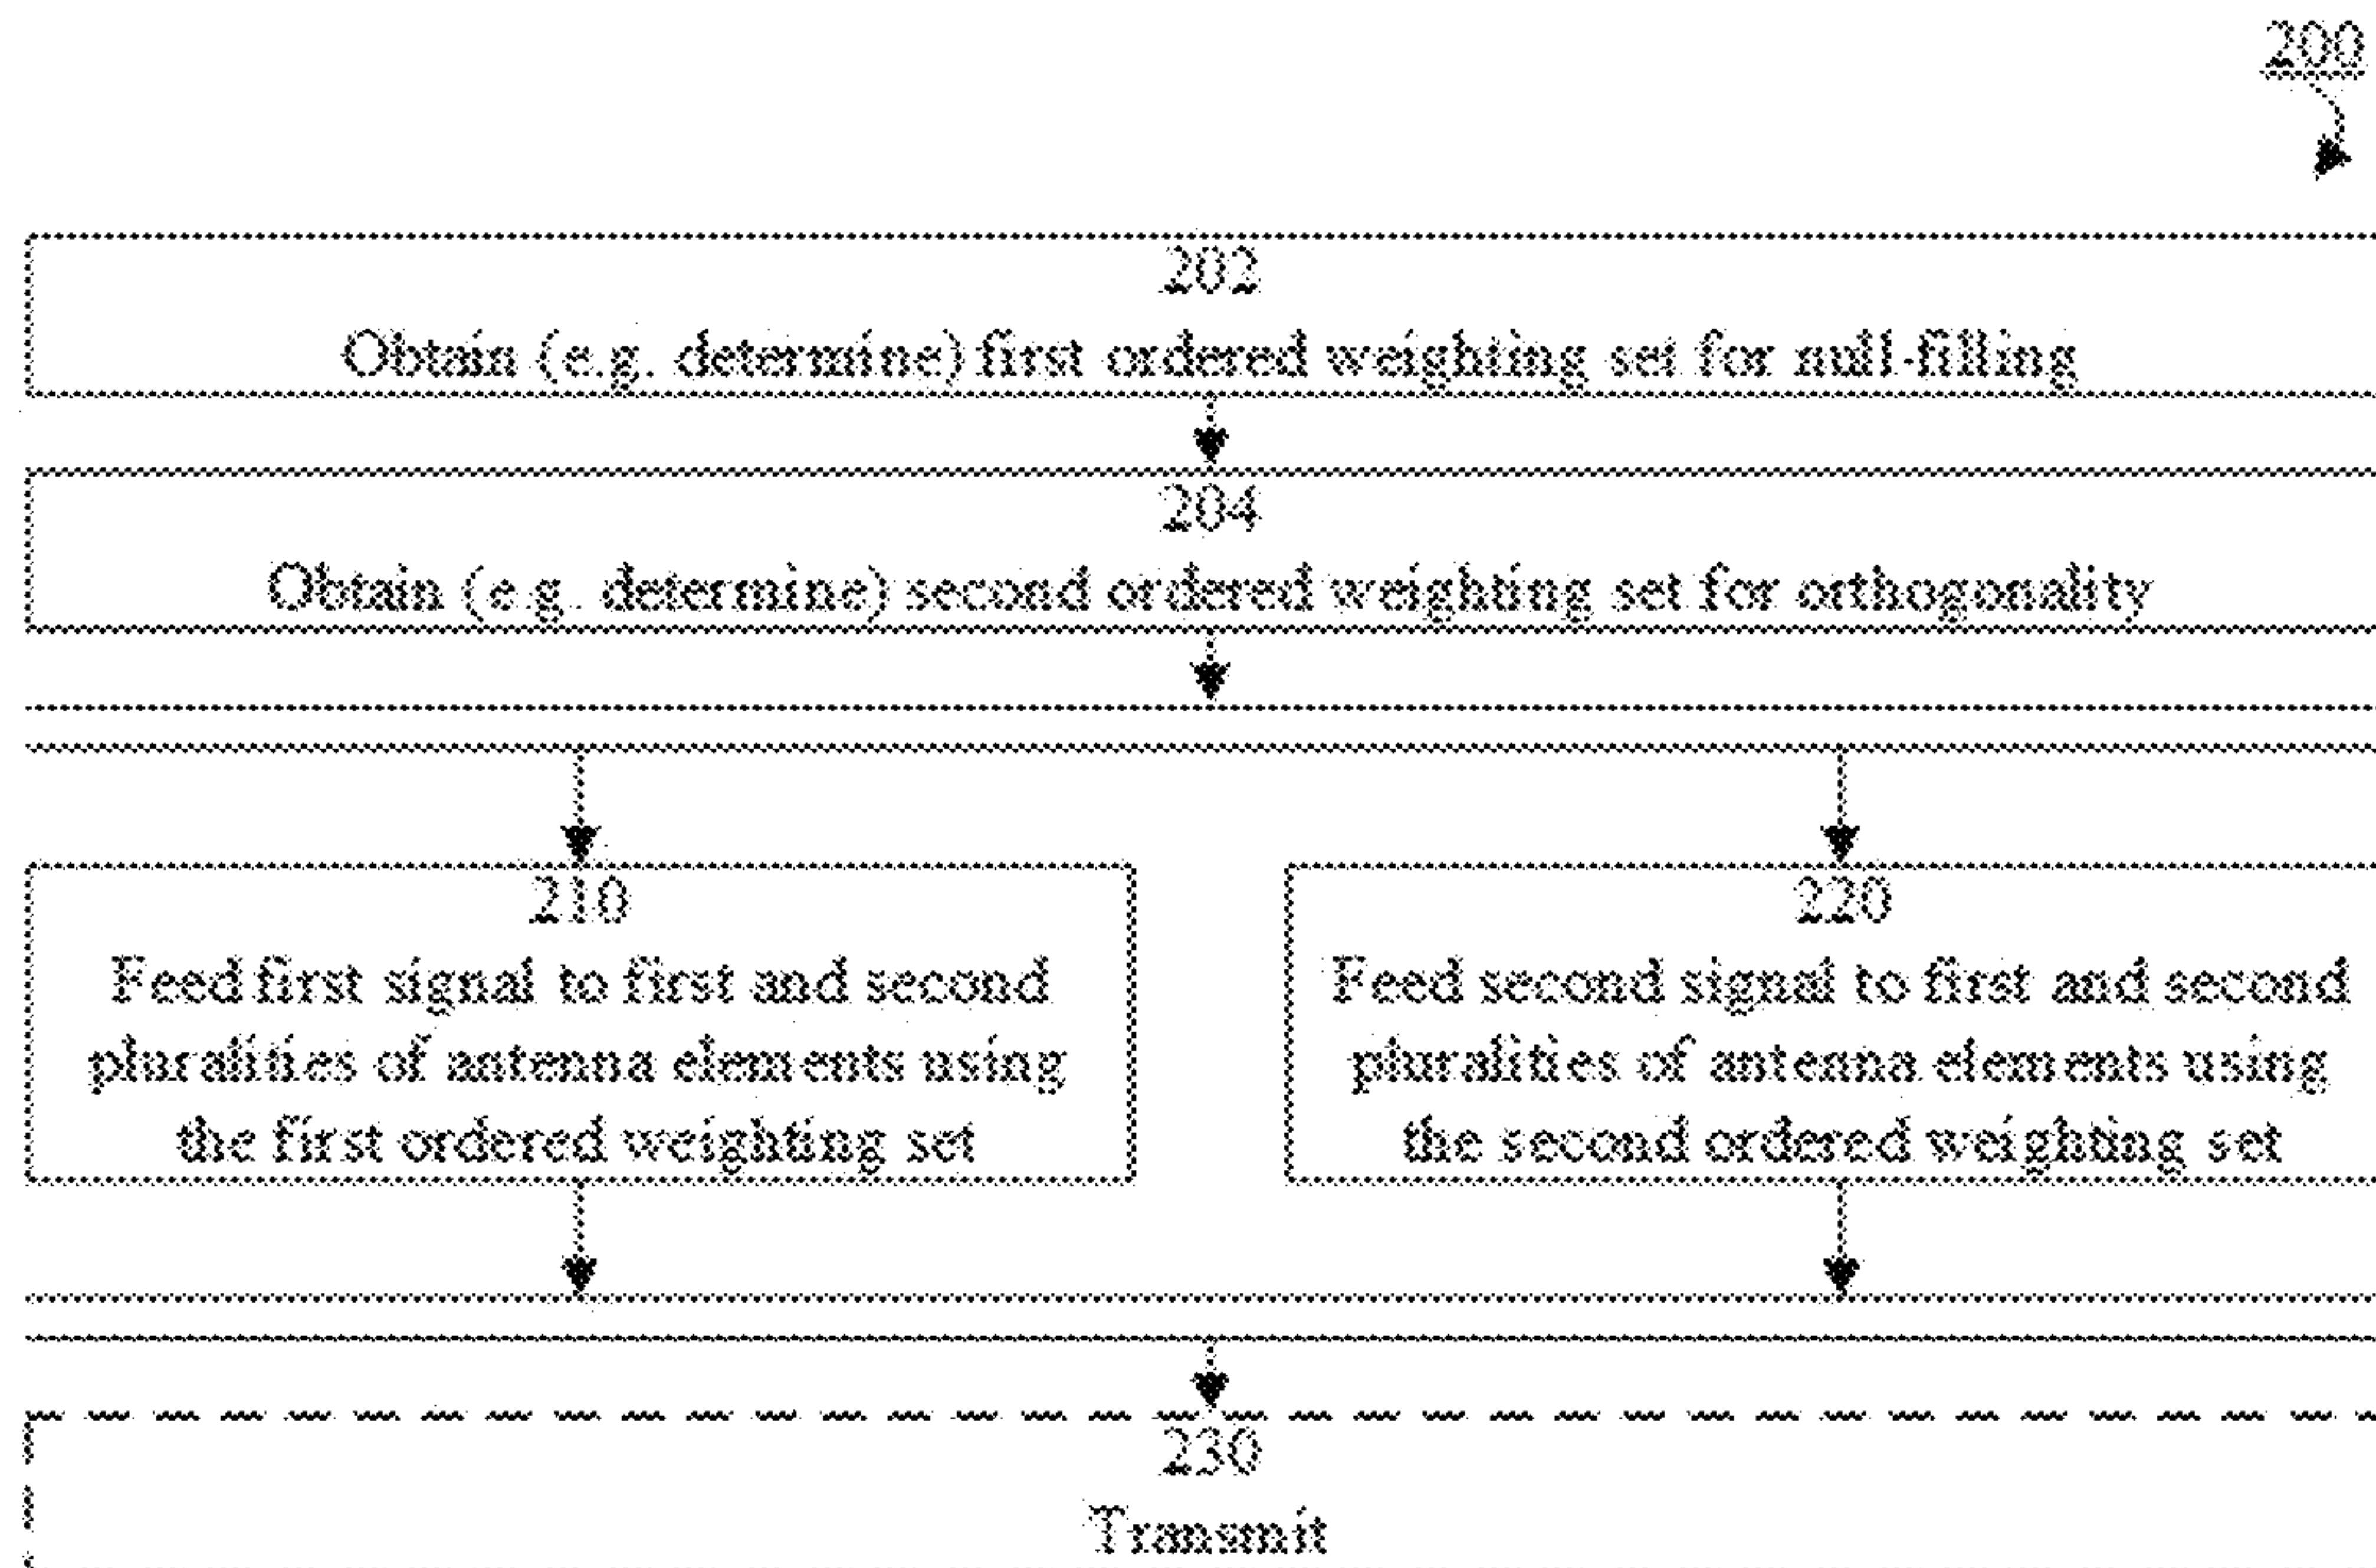 200
202
Obtain (e.g. determine) first ordered weighting set for null-filling
204
Obtain (e.g. determine) second ordered weighting set for orthogonality
210
Feed first signal to first and second
pluralities of antenna elements using
the first ordered weighting set
220
Feed second signal to first and second
pluralities of antenna elements using
the second ordered weighting set
230
Transmit